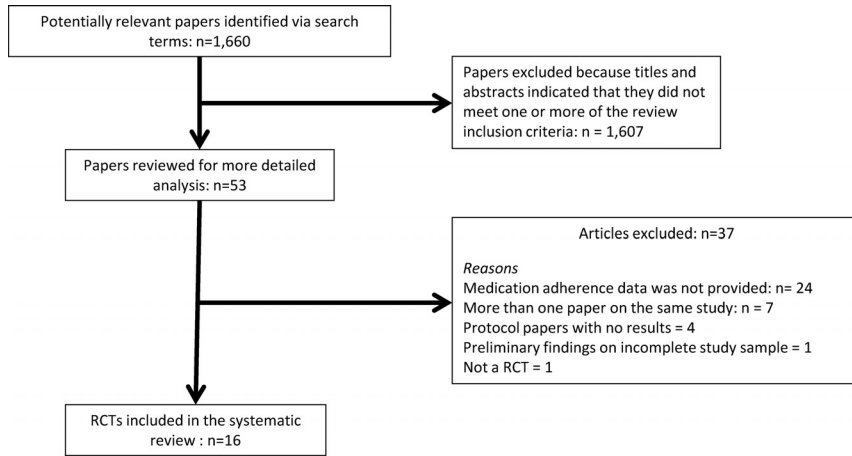 Potentially relevant papers identified via search
terms: n=1,660
Papers excluded because titles and
abstracts indicated that they did not
meet one or more of the review
inclusion criteria: n = 1,607
Papers reviewed for more detailed
analysis: n=53
Articles excluded: n=37
Reasons
Medication adherence data was not provided: n= 24
More than one paper on the same study: n = 7
Protocol papers with no results = 4
Preliminary findings on incomplete study sample = 1
Not a RCT = 1
RCTs included in the systematic
review : n=16